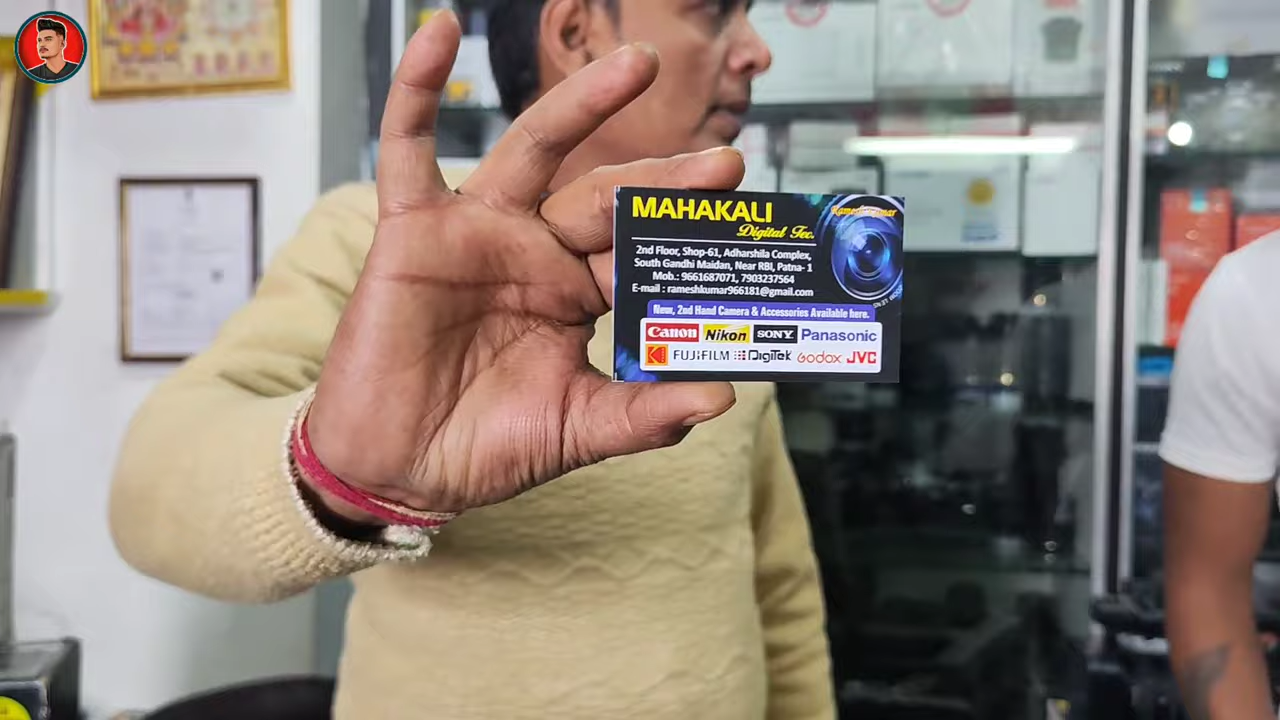 MAHAKALI
Digital Tec.
Ramesh Kumar
2nd Floor, Shop-61, Adharshila Complex,
South Gandhi Maidan, Near RBI, Patna- 1
Mob.: 9661687071, 7903237564
E-mail : rameshkumar966181@gmail.com
New, 2nd Hand Camera & Accessories Available here.
Canon Nikon SONY Panasonic
FUJIFILM DigiTek Godox JVC